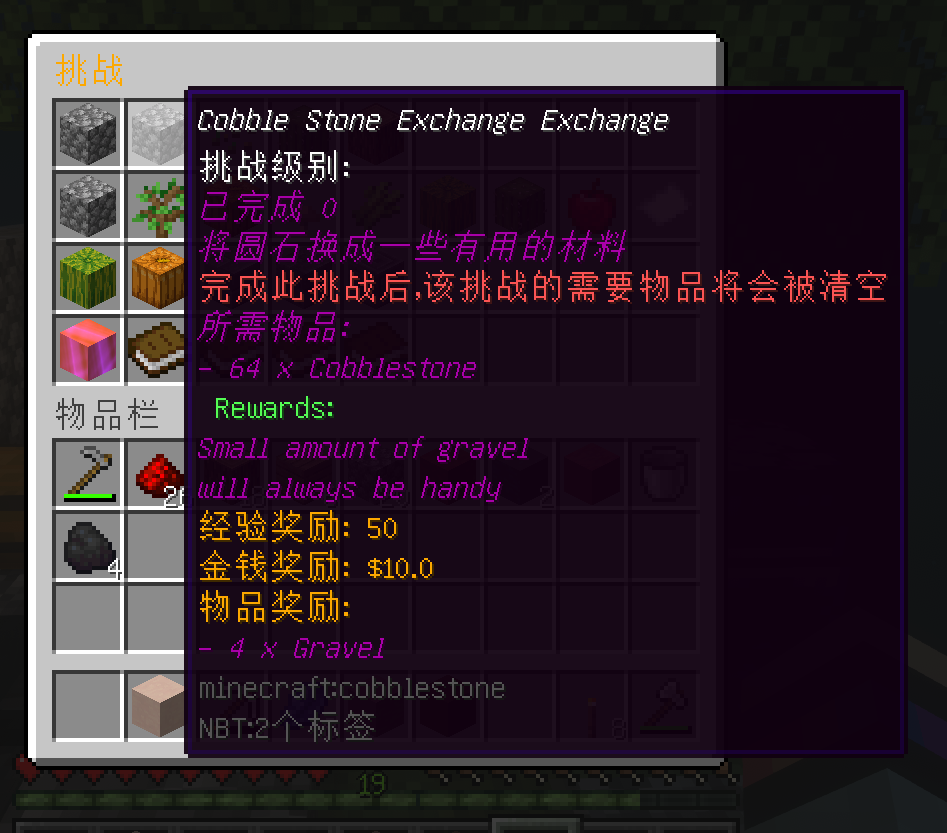 挑战
Cobble Stone Exchange Exchange
挑战级别:
已完成 0
将圆石换成一些有用的材料
完成此挑战后,该挑战的需要物品将会被清空
所需物品:
- 64 x Cobblestone
物品栏
Rewards:
Small amount of gravel
will always be handy
2
经验奖励: 50
4
金钱奖励: $10.0
物品奖励:
- 4 x Gravel
minecraft:cobblestone
NBT:2个标签
8
19